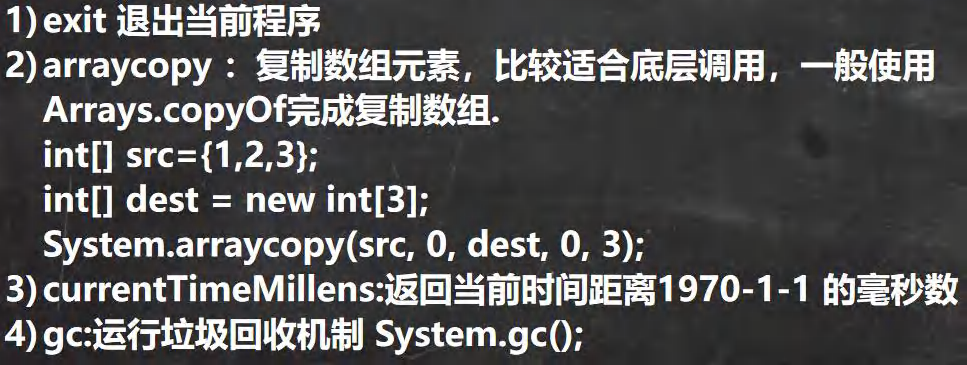 1) exit 退出当前程序
2) arraycopy ：复制数组元素，比较适合底层调用，一般使用
Arrays.copyOf完成复制数组.
int[] src={1,2,3};
int[] dest = new int[3];
System.arraycopy(src, 0, dest, 0, 3);
3) currentTimeMillens:返回当前时间距离1970-1-1 的毫秒数
4) gc:运行垃圾回收机制 System.gc();